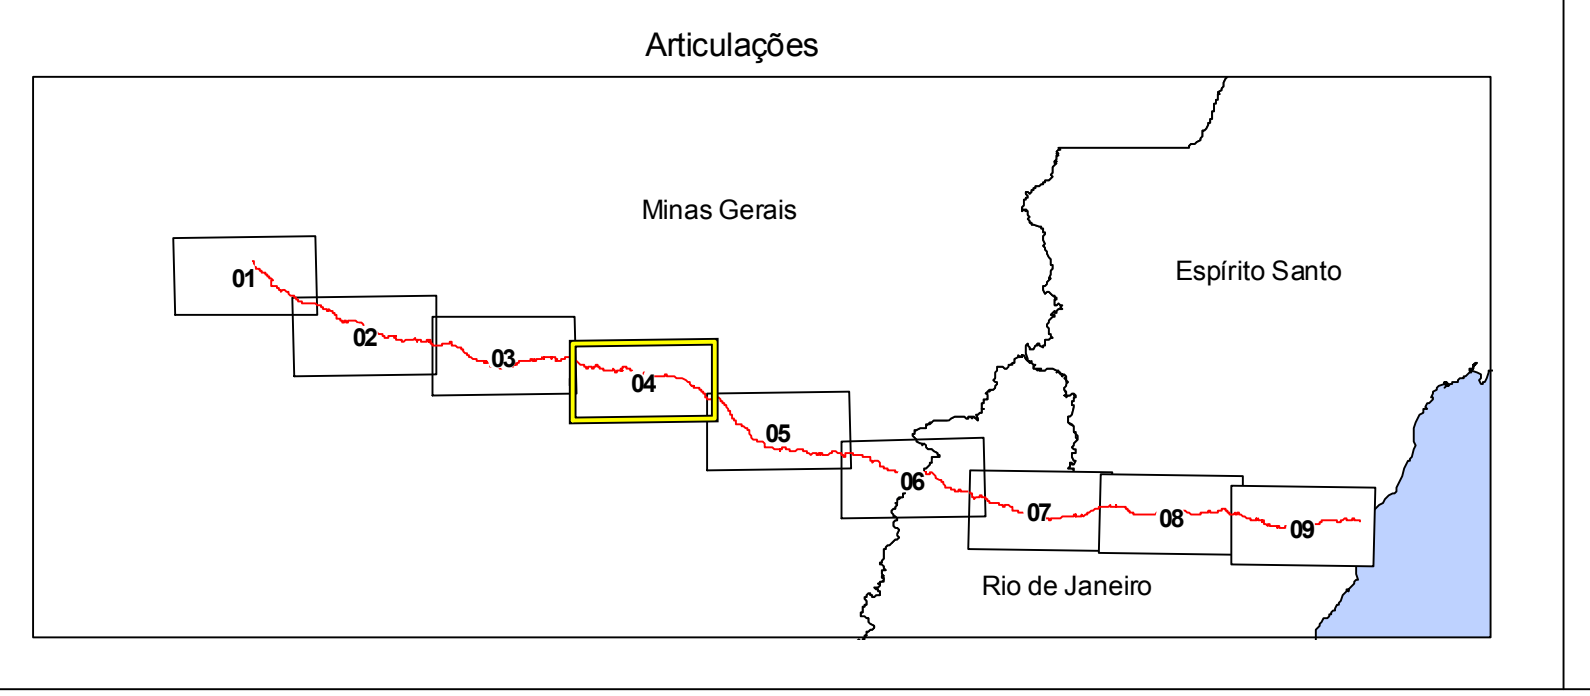 Articulações
Minas Gerais
Espírito Santo
01
02
03
04
05
06
07
08
09
Rio de Janeiro